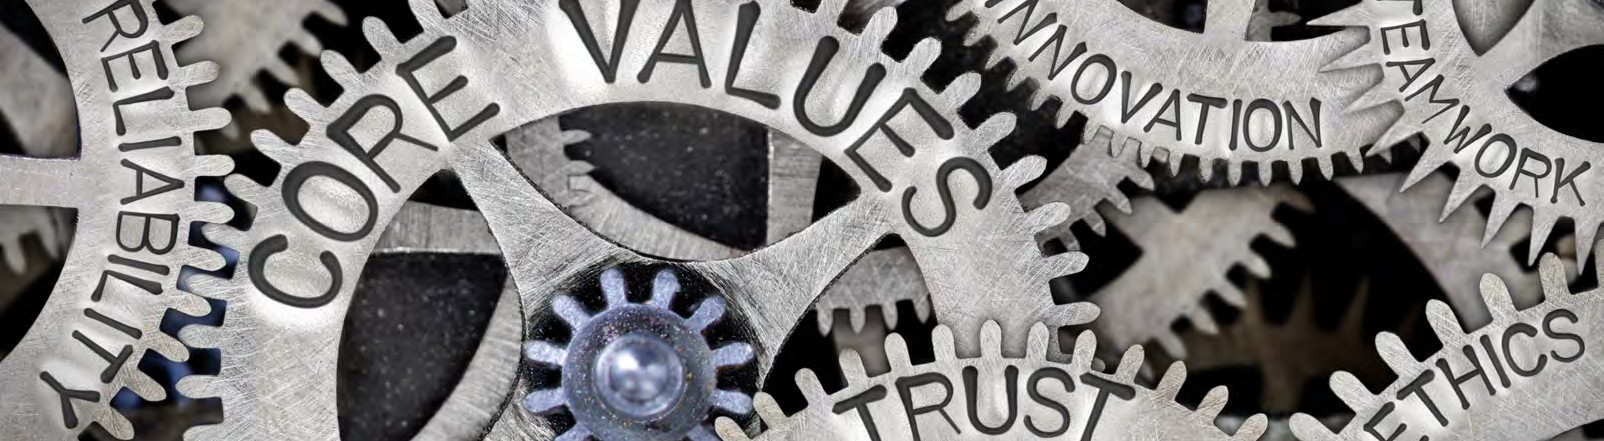 RELIABILITY
CORE VALUES
INNOVATION
TEAMWORK
TRUST
ETHICS